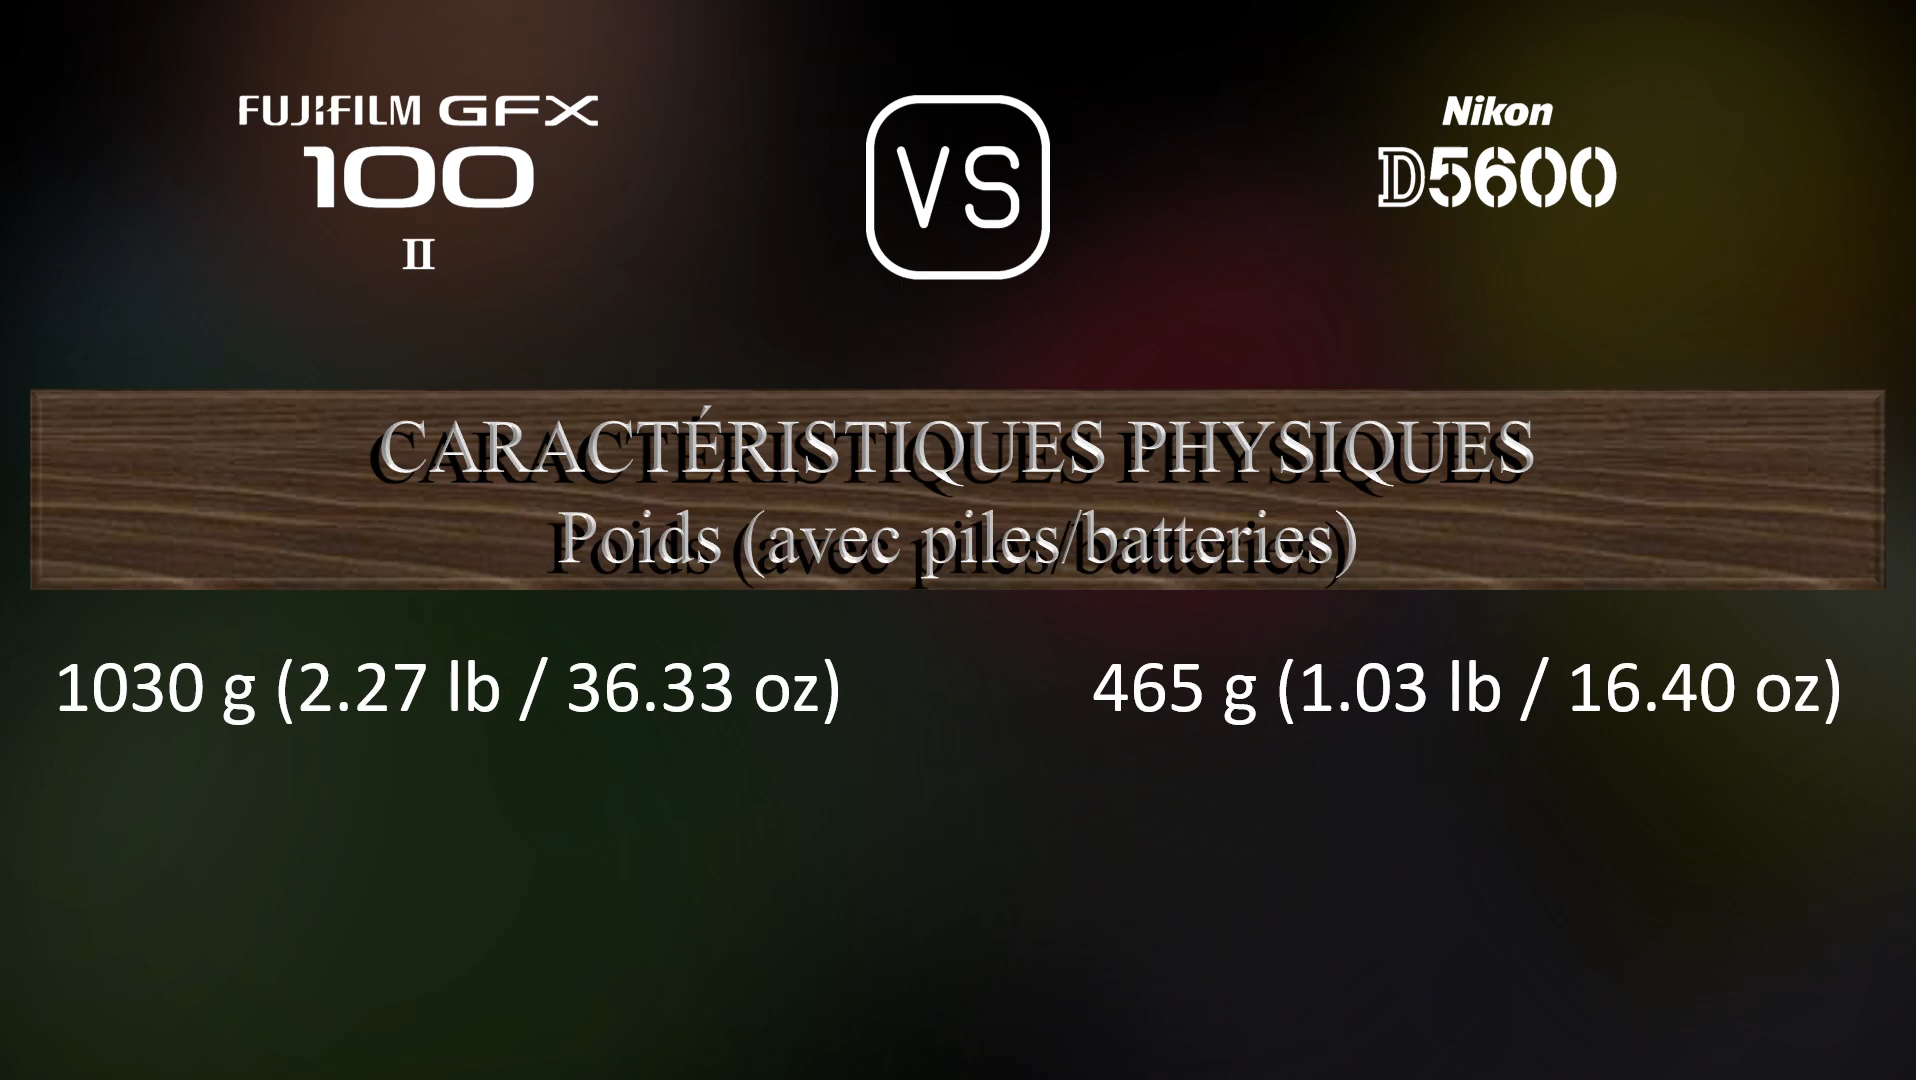 FUJIFILM GFX
100
II
VS
Nikon
D5600
CARACTÉRISTIQUES PHYSIQUES
Poids (avec piles/batteries)
1030 g (2.27 lb / 36.33 oz)
465 g (1.03 lb / 16.40 oz)